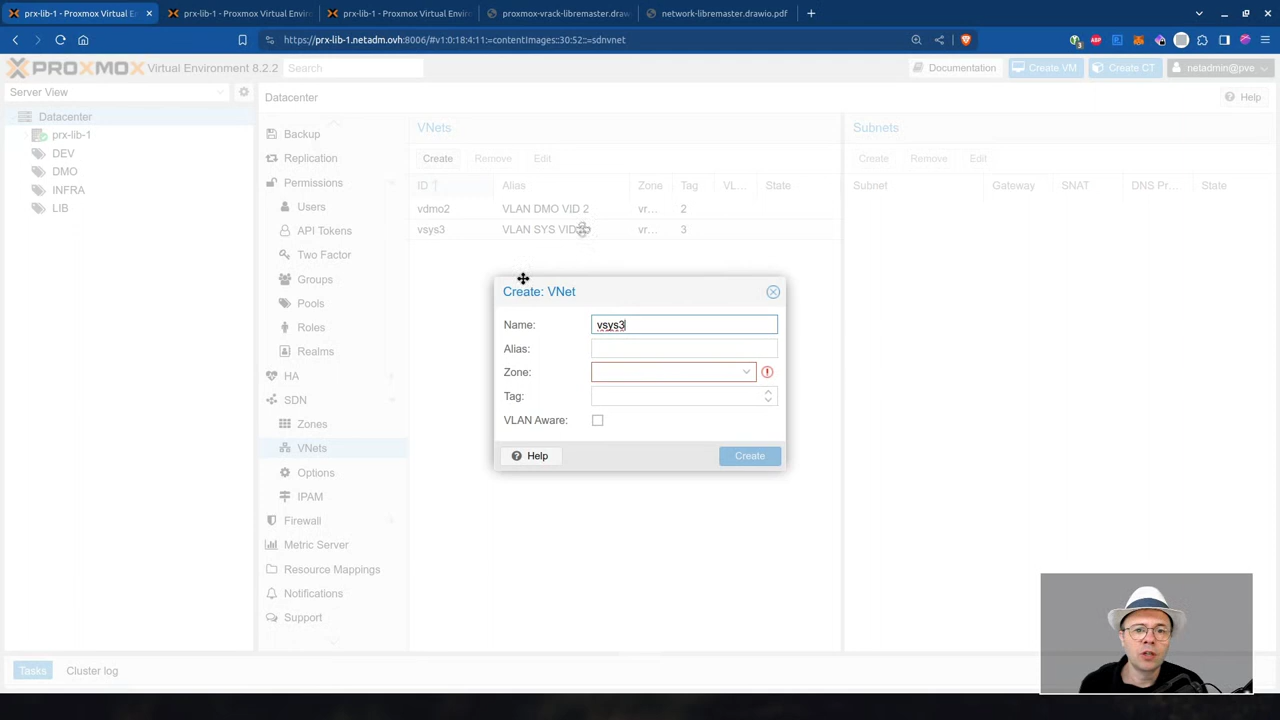 prx-lib-1 - Proxmox Virtual E
prx-lib-1 - Proxmox Virtual Envir
prx-lib-1 - Proxmox Virtual Envir
proxmox-vrack-libremaster.draw
network-libremaster.drawio.pdf
https://prx-lib-1.netadm.ovh:8006/#v1:0:18:4:11:=contentImages::30:52::=sdnvnet
PROXMOX Virtual Environment 8.2.2 Search Documentation Create VM Create CT netadmin@pve
Server View
Datacenter
prx-lib-1
DEV
DMO
INFRA
LIB
Datacenter
Help
Backup
Replication
Permissions
Users
API Tokens
Two Factor
Groups
Pools
Roles
Realms
HA
SDN
Zones
VNets
Options
IPAM
Firewall
Metric Server
Resource Mappings
Notifications
Support
VNets
Create Remove Edit
ID Alias Zone Tag VL... State
vdmo2 VLAN DMO VID 2 vr... 2
vsys3 VLAN SYS VID vr... 3
Subnets
Create Remove Edit
Subnet Gateway SNAT DNS Pr... State
Create: VNet
Name: vsys3
Alias:
Zone:
Tag:
VLAN Aware:
Help Create
Tasks Cluster log